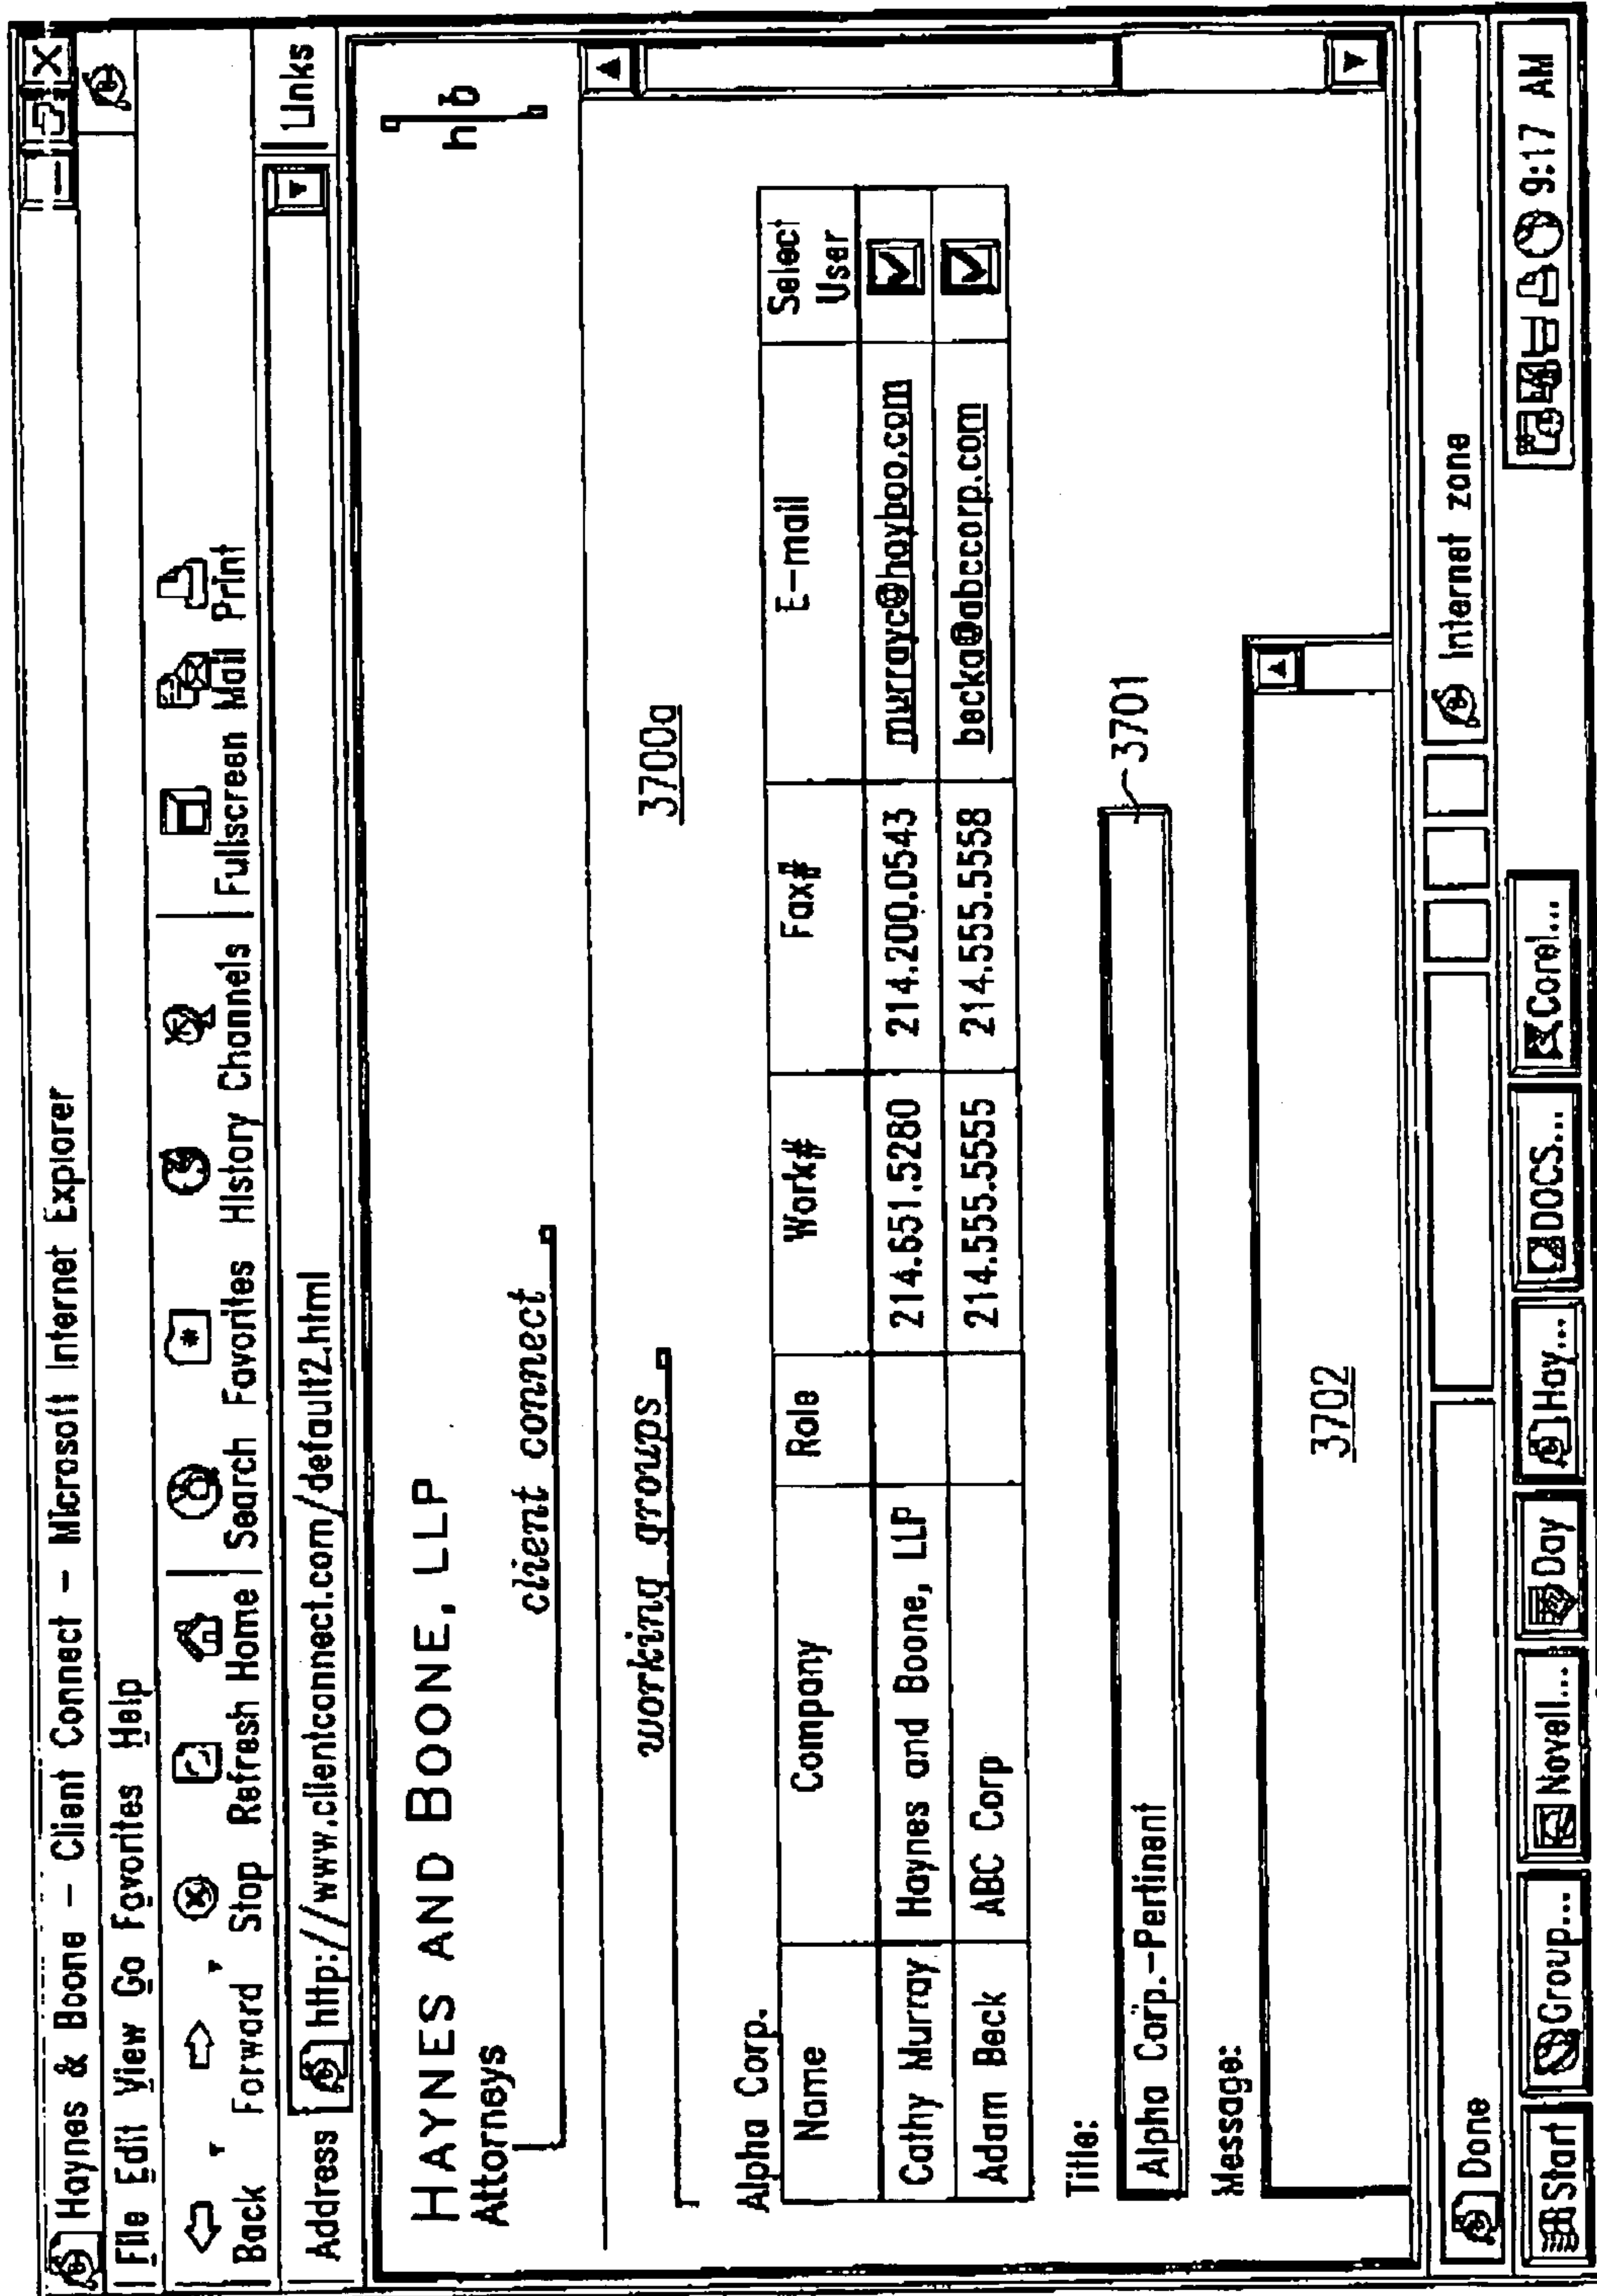 Haynes & Boone – Client Connect – Microsoft Internet Explorer
File Edit View Go Favorites Help
Back Forward Stop Refresh Home Search Favorites History Channels Fullscreen Mail Print
Address http://www.clientconnect.com/default2.html Links
HAYNES AND BOONE, LLP
Attorneys
client connect
hb
working groups
3700a
Alpha Corp.
Name Company Role Work# Fax# E-mail Select User
Cathy Murray Haynes and Boone, LLP 214.651.5280 214.200.0543 murrayc@hayboo.com
Adam Beck ABC Corp 214.555.5555 214.555.5558 becka@abccorp.com
Title:
Alpha Corp.-Pertinent
3701
Message:
3702
Done Internet zone
Start Group... Novell... Day Hay... DOCS... Corel... 9:17 AM